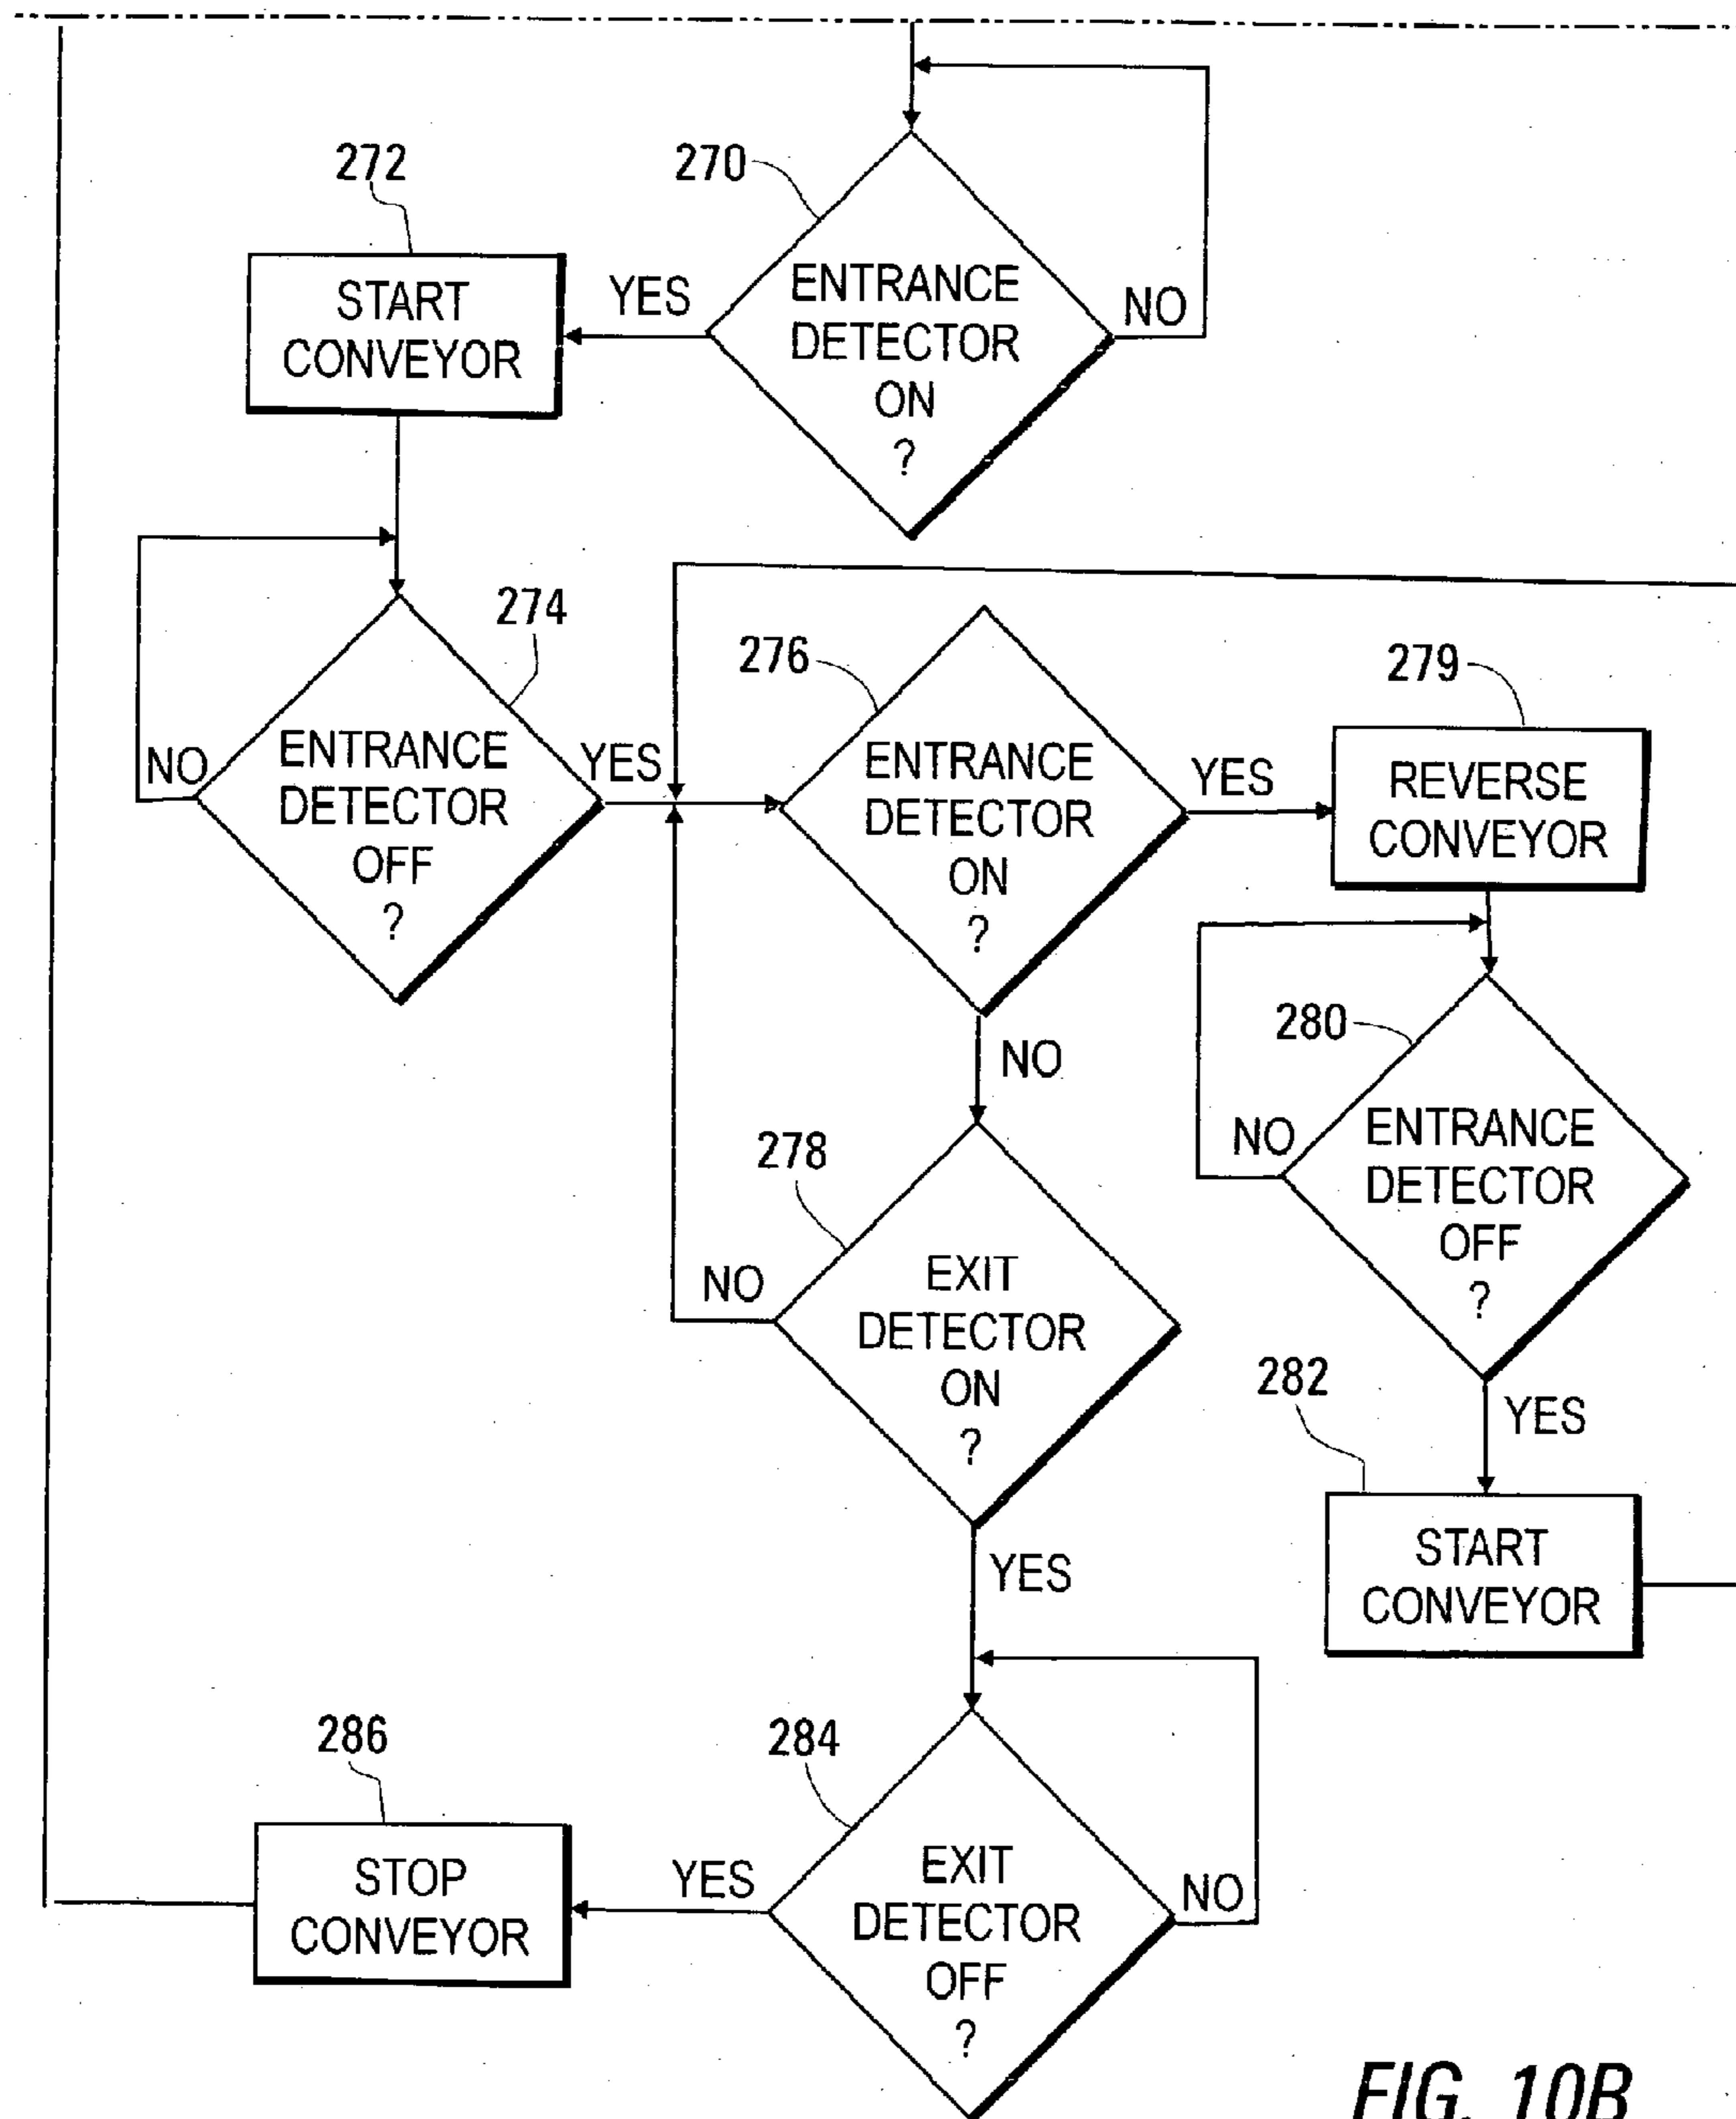 270
ENTRANCE
DETECTOR
ON
?
NO
YES
272
START
CONVEYOR
274
ENTRANCE
DETECTOR
OFF
?
NO
YES
276
ENTRANCE
DETECTOR
ON
?
YES
NO
279
REVERSE
CONVEYOR
280
ENTRANCE
DETECTOR
OFF
?
NO
YES
278
EXIT
DETECTOR
ON
?
NO
YES
282
START
CONVEYOR
284
EXIT
DETECTOR
OFF
?
NO
YES
286
STOP
CONVEYOR
FIG. 10B